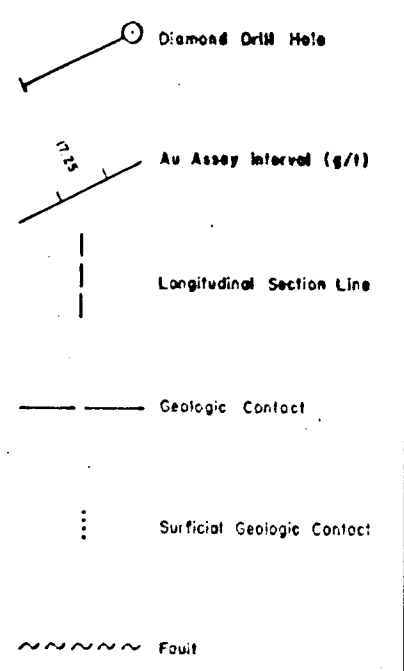 Diamond Drill Hole
17.25
Au Assay Interval (g/t)
Longitudinal Section Line
Geologic Contact
Surficial Geologic Contact
Fault